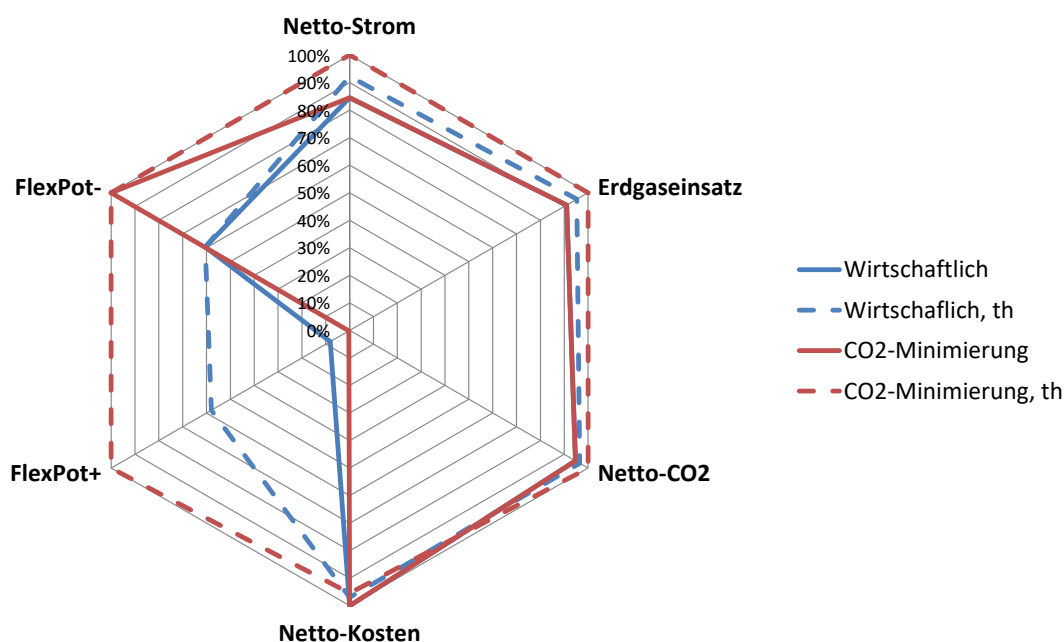 Netto-Strom
100%
90%
80%
70%
60%
50%
40%
30%
20%
10%
0%
FlexPot-
Erdgaseinsatz
FlexPot+
Netto-CO2
Netto-Kosten
Wirtschaftlich
Wirtschaflich, th
CO2-Minimierung
CO2-Minimierung, th